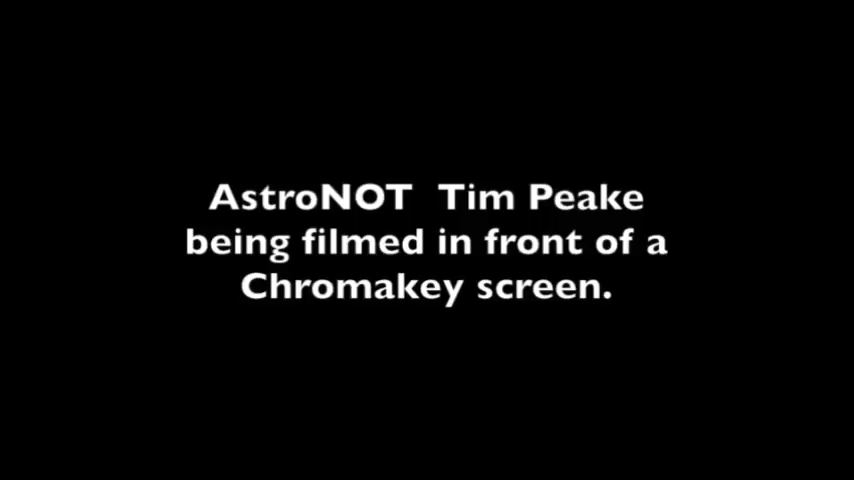 AstroNOT Tim Peake
being filmed in front of a
Chromakey screen.